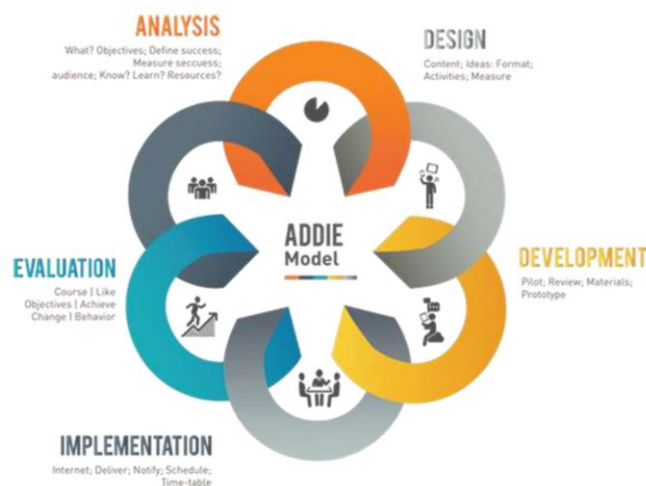 ANALYSIS
What? Objectives; Define success;
Measure seccuess;
audience; Know? Learn? Resources?
DESIGN
Content; Ideas: Format;
Activities; Measure
ADDIE
Model
EVALUATION
Course | Like
Objectives | Achieve
Change | Behavior
DEVELOPMENT
Pilot; Review; Materials;
Prototype
IMPLEMENTATION
Internet; Deliver; Notify; Schedule;
Time-table